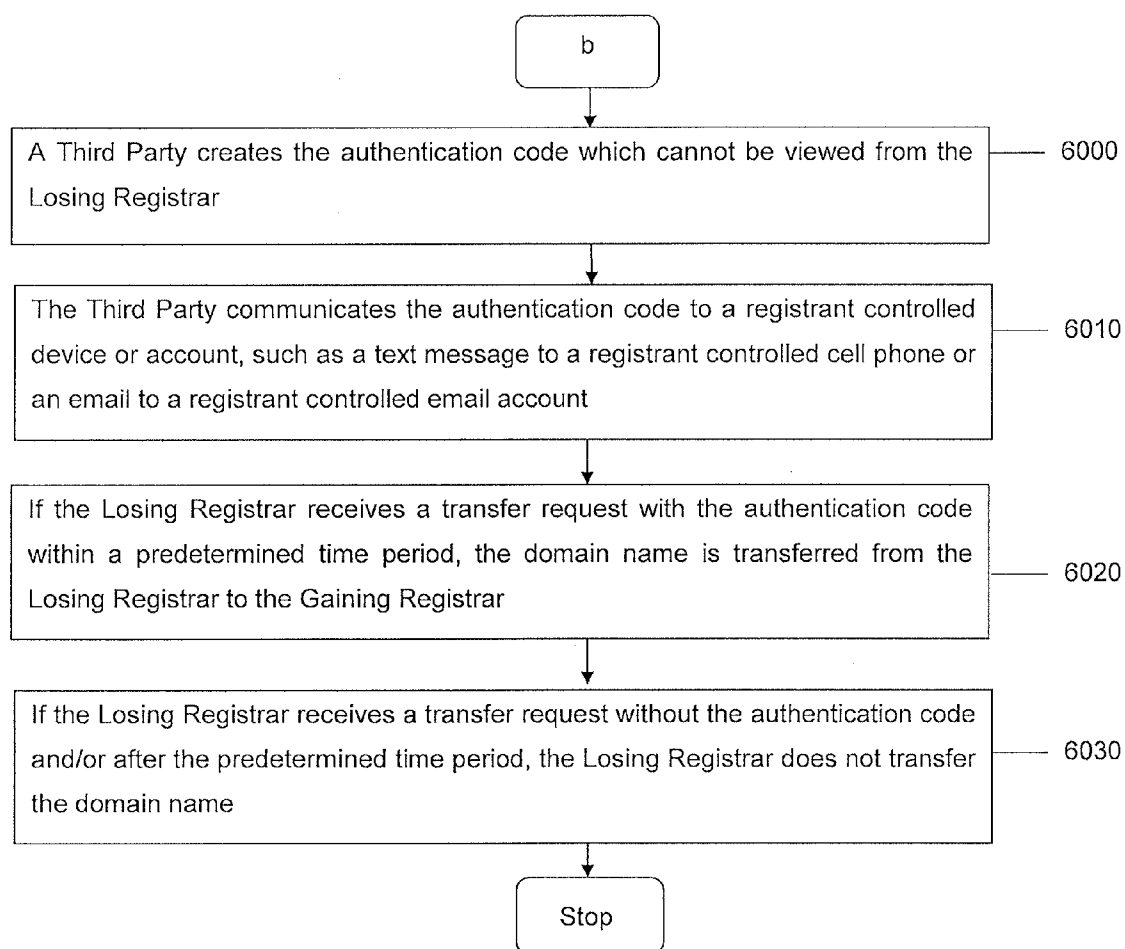 b
A Third Party creates the authentication code which cannot be viewed from the
Losing Registrar
6000
The Third Party communicates the authentication code to a registrant controlled
device or account, such as a text message to a registrant controlled cell phone or
an email to a registrant controlled email account
6010
If the Losing Registrar receives a transfer request with the authentication code
within a predetermined time period, the domain name is transferred from the
Losing Registrar to the Gaining Registrar
6020
If the Losing Registrar receives a transfer request without the authentication code
and/or after the predetermined time period, the Losing Registrar does not transfer
the domain name
6030
Stop